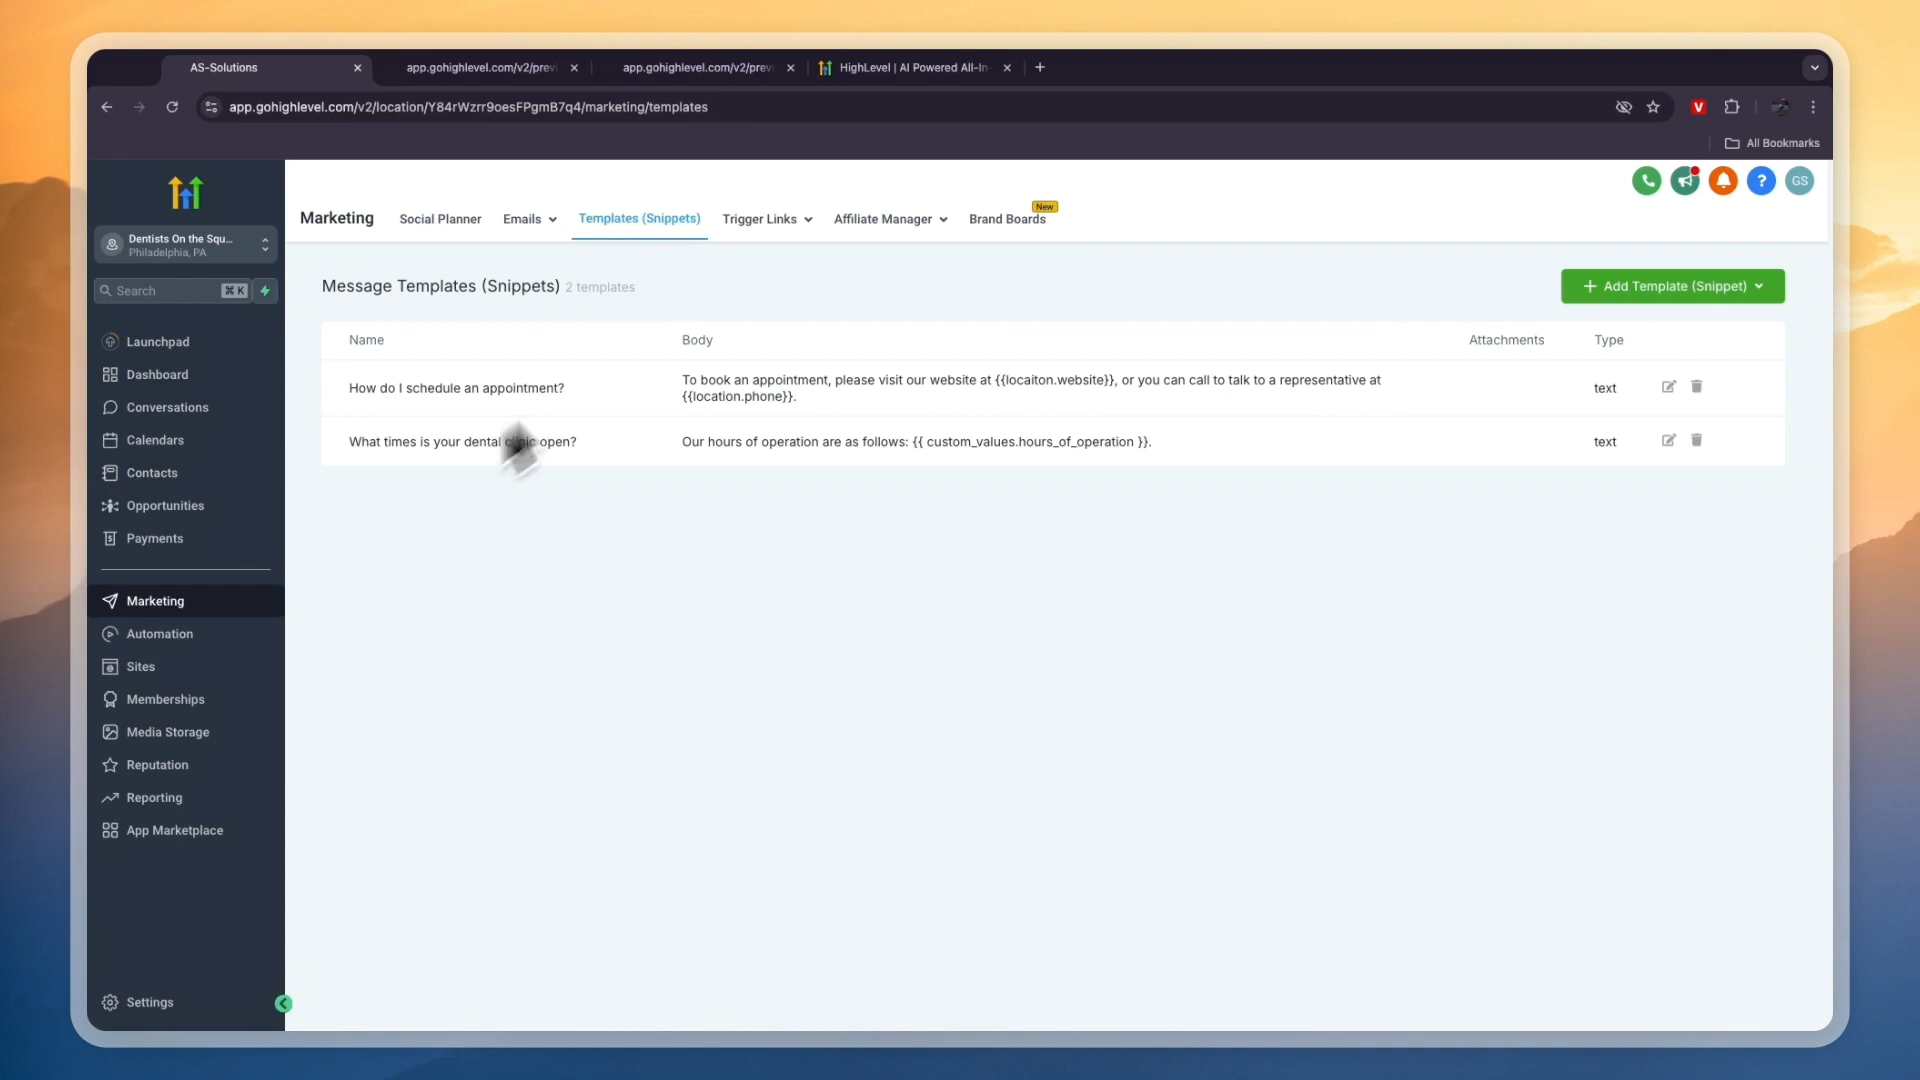 AS-Solutions
app.gohighlevel.com/v2/previ
app.gohighlevel.com/v2/prev
HighLevel | AI Powered All-In-
app.gohighlevel.com/v2/location/Y84rWzrr9oesFPgmB7q4/marketing/templates
V
All Bookmarks
GS
Marketing
Social Planner
Emails
Templates (Snippets)
Trigger Links
Affiliate Manager
Brand Boards
New
Dentists On the Squ...
Philadelphia, PA
Search
⌘ K
Launchpad
Dashboard
Conversations
Calendars
Contacts
Opportunities
Payments
Marketing
Automation
Sites
Memberships
Media Storage
Reputation
Reporting
App Marketplace
Settings
Message Templates (Snippets) 2 templates
+ Add Template (Snippet)
Name Body Attachments Type
How do I schedule an appointment?
To book an appointment, please visit our website at {{locaiton.website}}, or you can call to talk to a representative at
{{location.phone}}.
text
What times is your dental clinic open?
Our hours of operation are as follows: {{ custom_values.hours_of_operation }}.
text